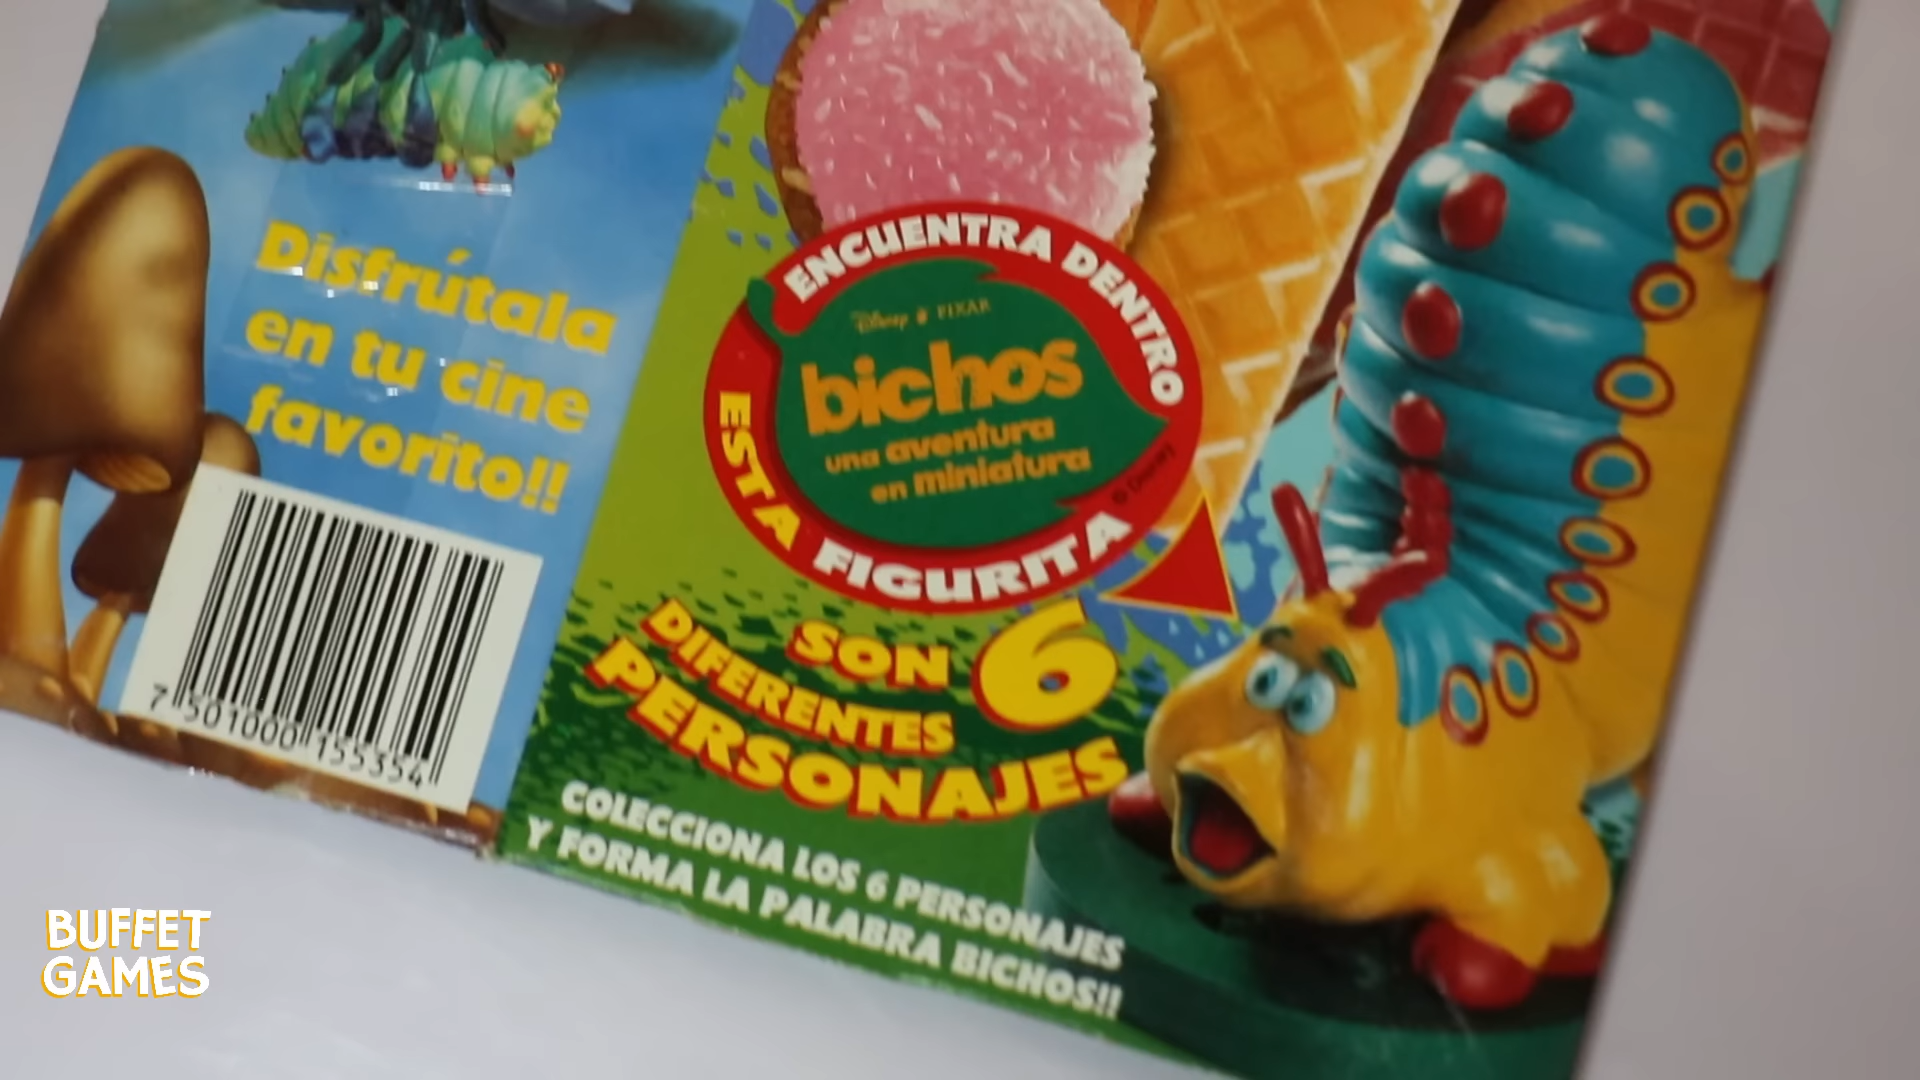 Disfrútala
en tu cine
favorito!!
7 501000 155354
ENCUENTRA DENTRO
ESTA FIGURITA
Disney PIXAR
bichos
una aventura
en miniatura
© Disney
SON 6
DIFERENTES
PERSONAJES
COLECCIONA LOS 6 PERSONAJES
Y FORMA LA PALABRA BICHOS!!
BUFFET
GAMES